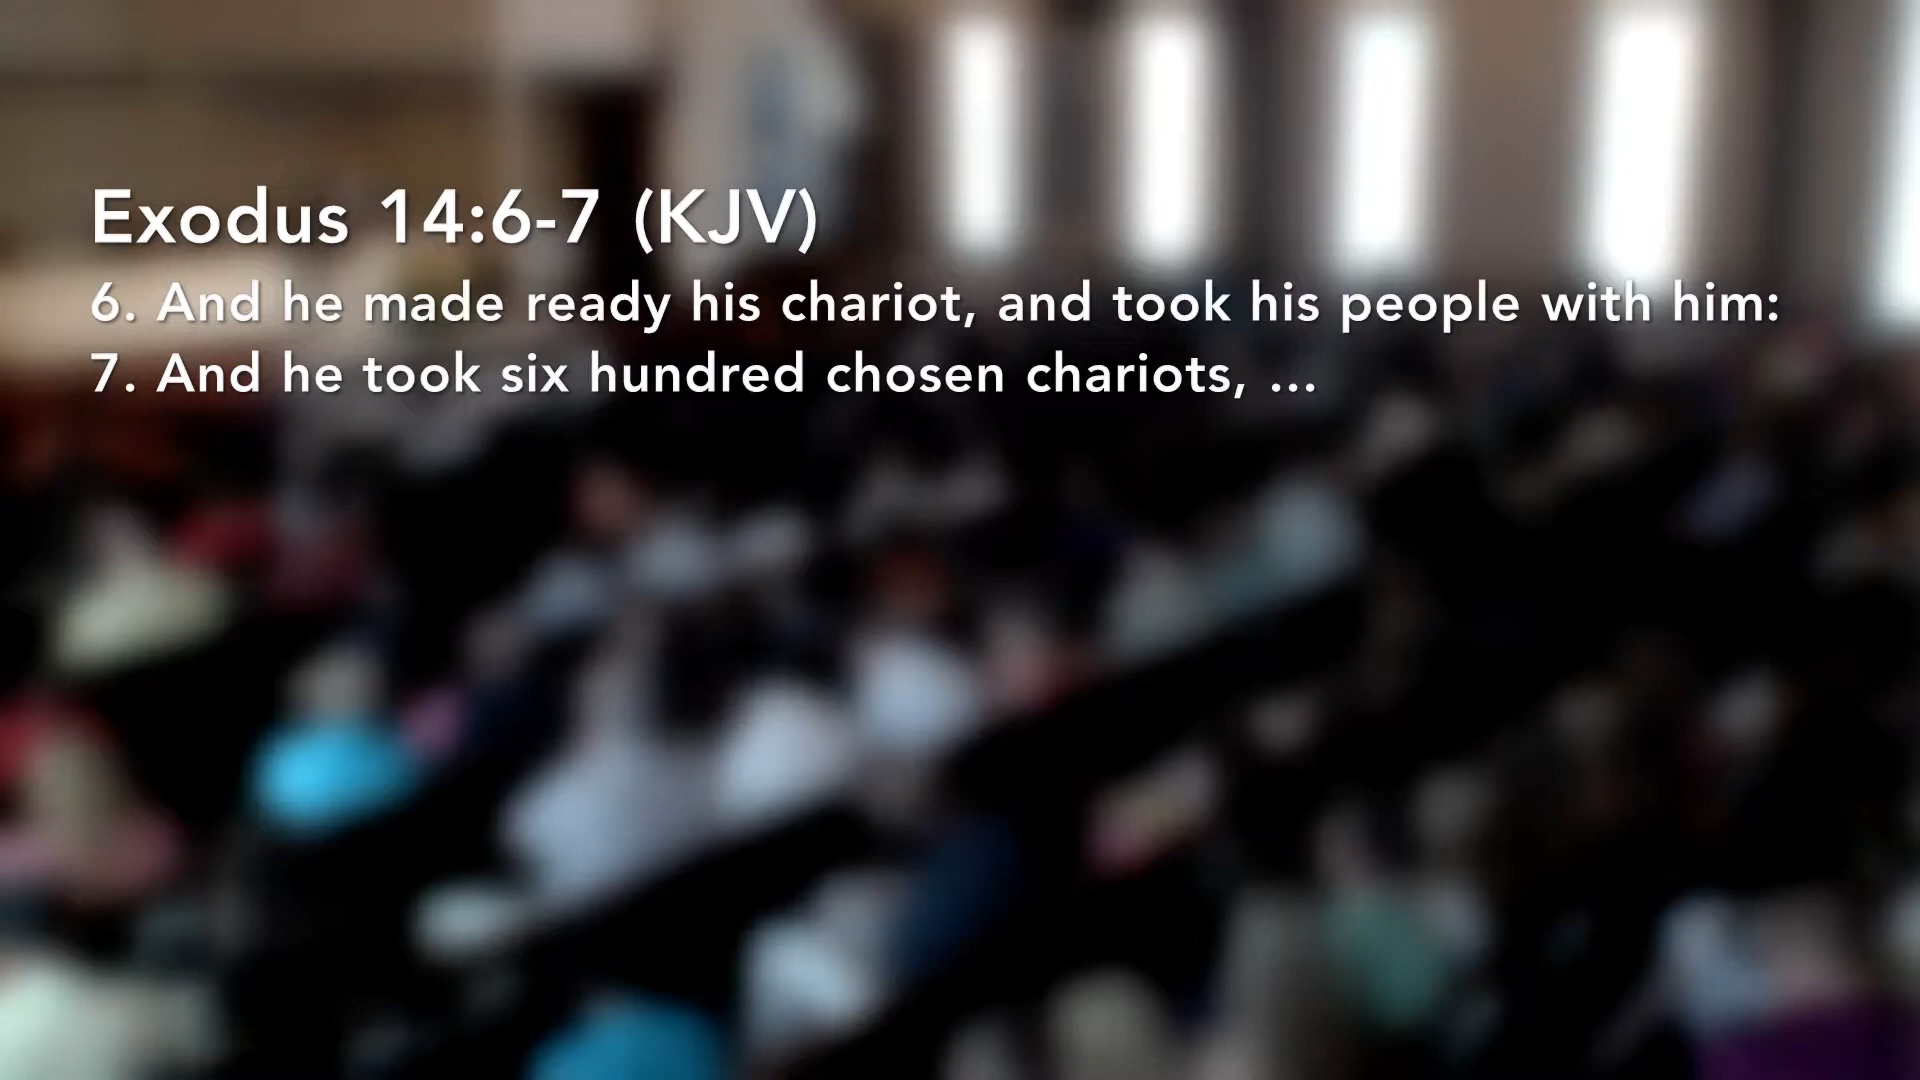 Exodus 14:6-7 (KJV)
6. And he made ready his chariot, and took his people with him:
7. And he took six hundred chosen chariots, ...